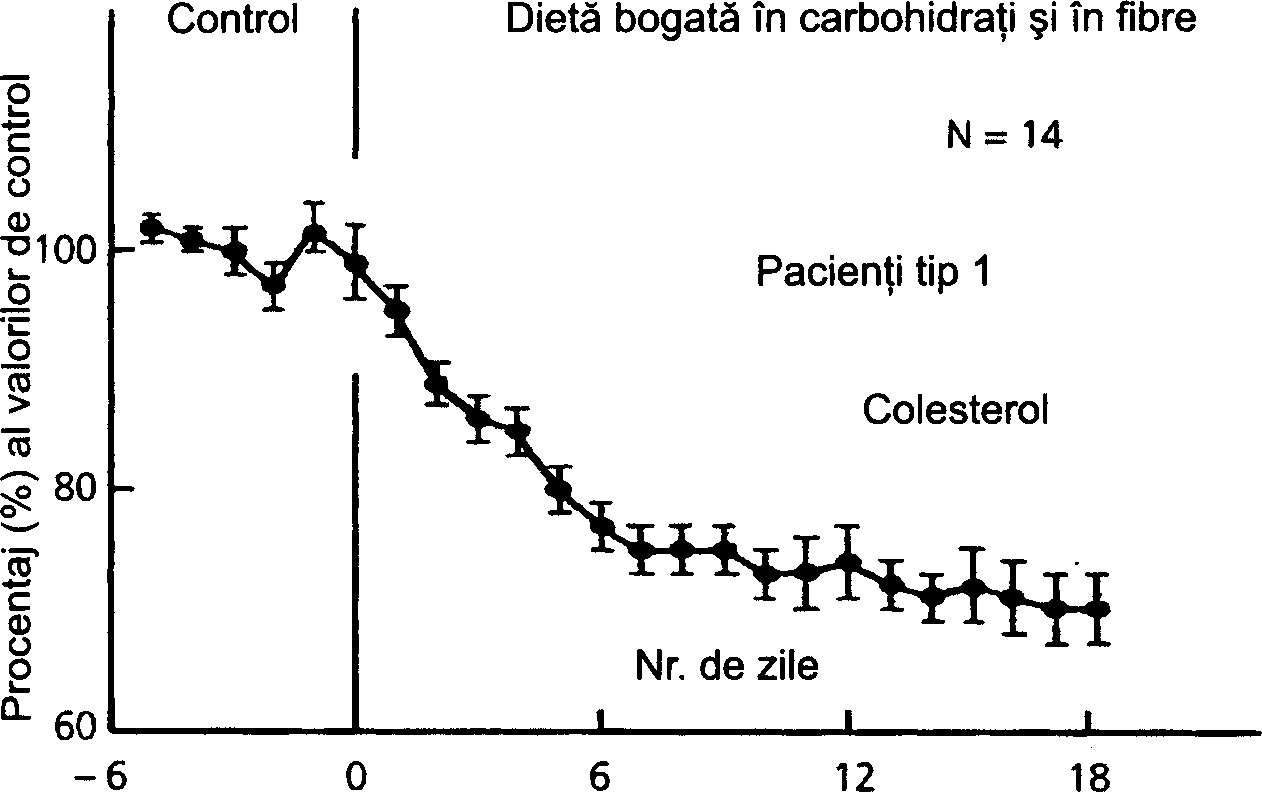 Control
Dietă bogată în carbohidrați şi în fibre
N = 14
Pacienți tip 1
Colesterol
Nr. de zile
Procentaj (%) al valorilor de control
100
80
60
–6
0
6
12
18